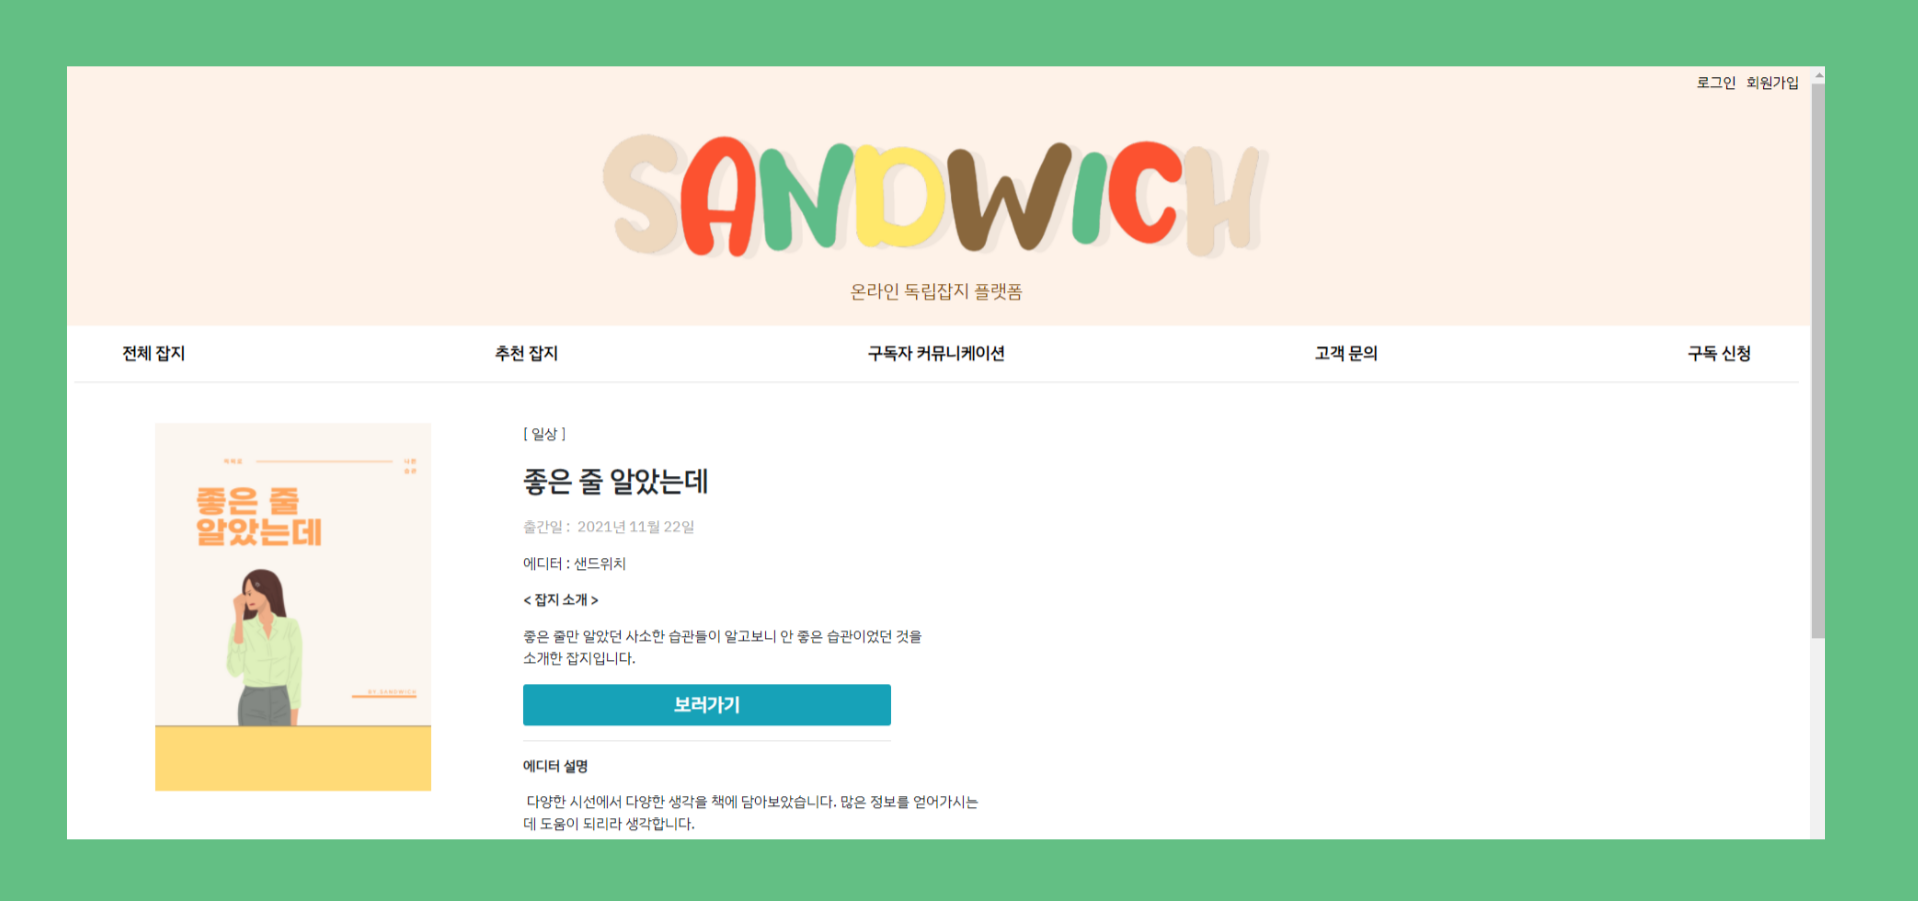 로그인 회원가입
SANDWICH
온라인 독립잡지 플랫폼
전체 잡지 추천 잡지 구독자 커뮤니케이션 고객 문의 구독 신청
좋은 줄
알았는데
BY SANDWICH
[ 일상 ]
좋은 줄 알았는데
출간일 : 2021년 11월 22일
에디터 : 샌드위치
< 잡지 소개 >
좋은 줄만 알았던 사소한 습관들이 알고보니 안 좋은 습관이었던 것을
소개한 잡지입니다.
보러가기
에디터 설명
다양한 시선에서 다양한 생각을 책에 담아보았습니다. 많은 정보를 얻어가시는
데 도움이 되리라 생각합니다.